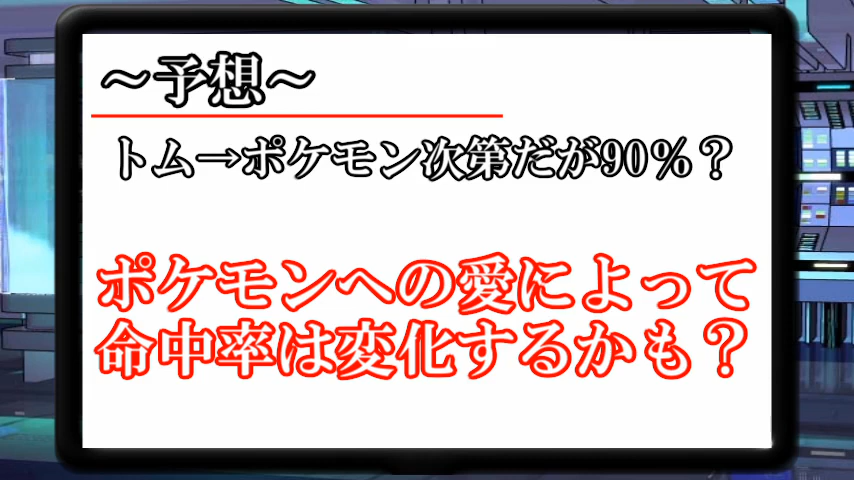 ～予想～
トム→ポケモン次第だが90％？
ポケモンへの愛によって
命中率は変化するかも？